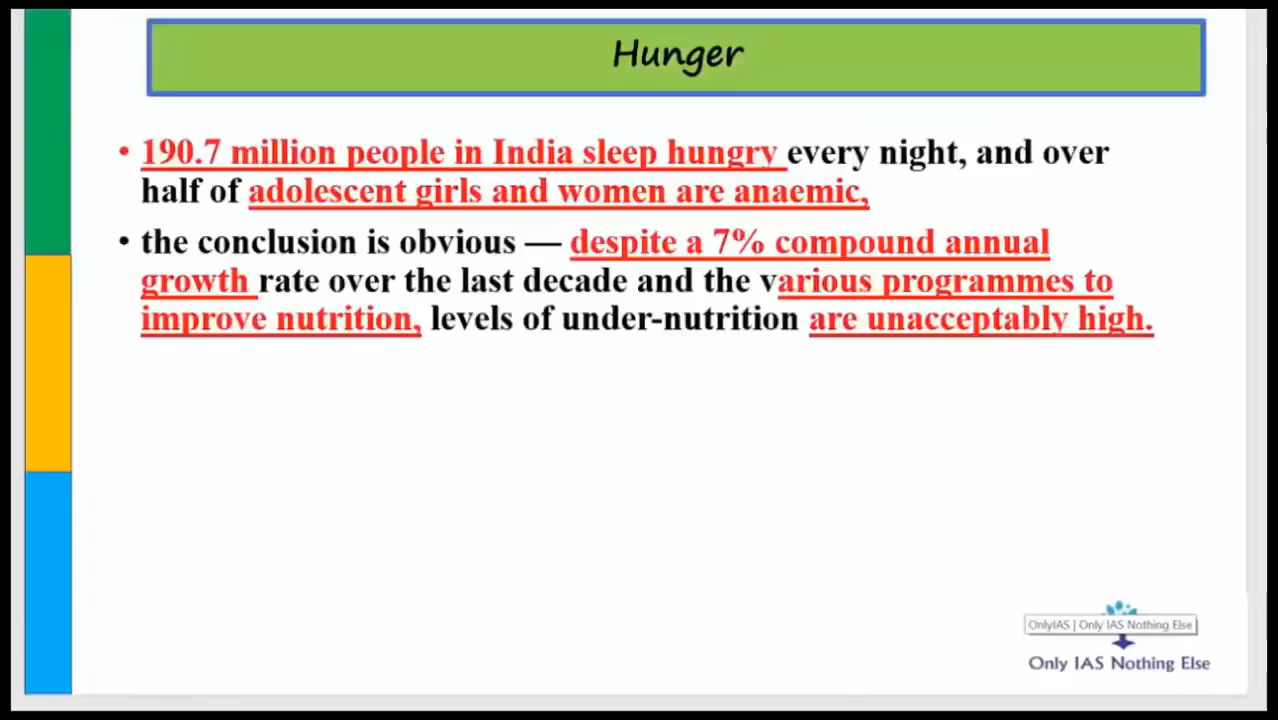 Hunger
• 190.7 million people in India sleep hungry every night, and over
half of adolescent girls and women are anaemic,
• the conclusion is obvious — despite a 7% compound annual
growth rate over the last decade and the various programmes to
improve nutrition, levels of under-nutrition are unacceptably high.
OnlyIAS | Only IAS Nothing Else
Only IAS Nothing Else